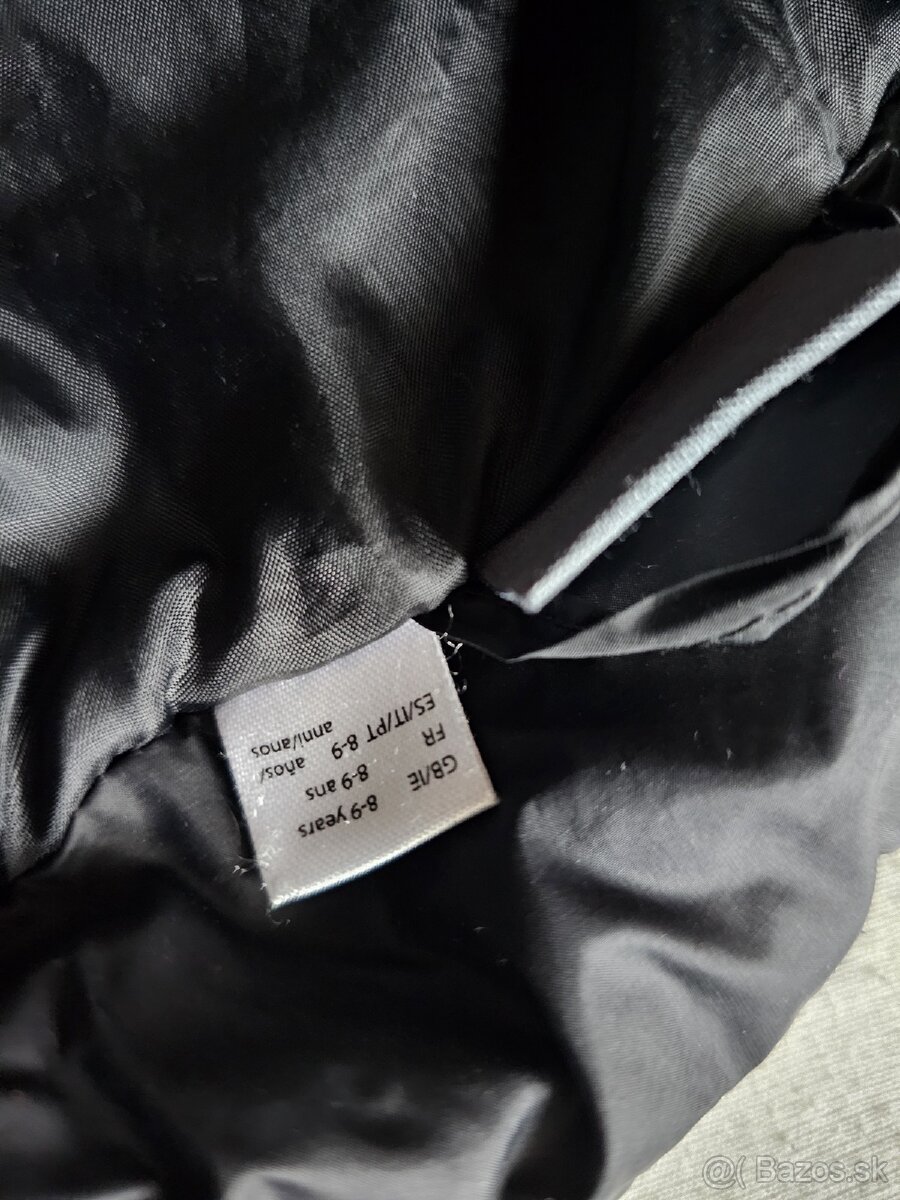 GB/IE 8-9 years
FR 8-9 ans
ES/IT/PT 8-9 años/
anni/anos
@( Bazos.sk